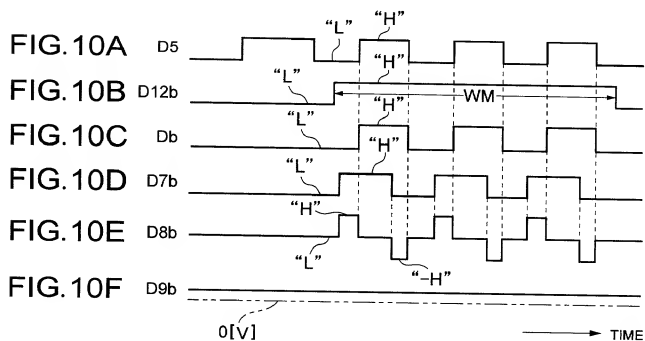 FIG.10A D5 "L" "H"
FIG.10B D12b "L" "H" WM
FIG.10C Db "L" "H"
FIG.10D D7b "L" "H"
FIG.10E D8b "H" "L" "-H"
FIG.10F D9b
0[V] TIME